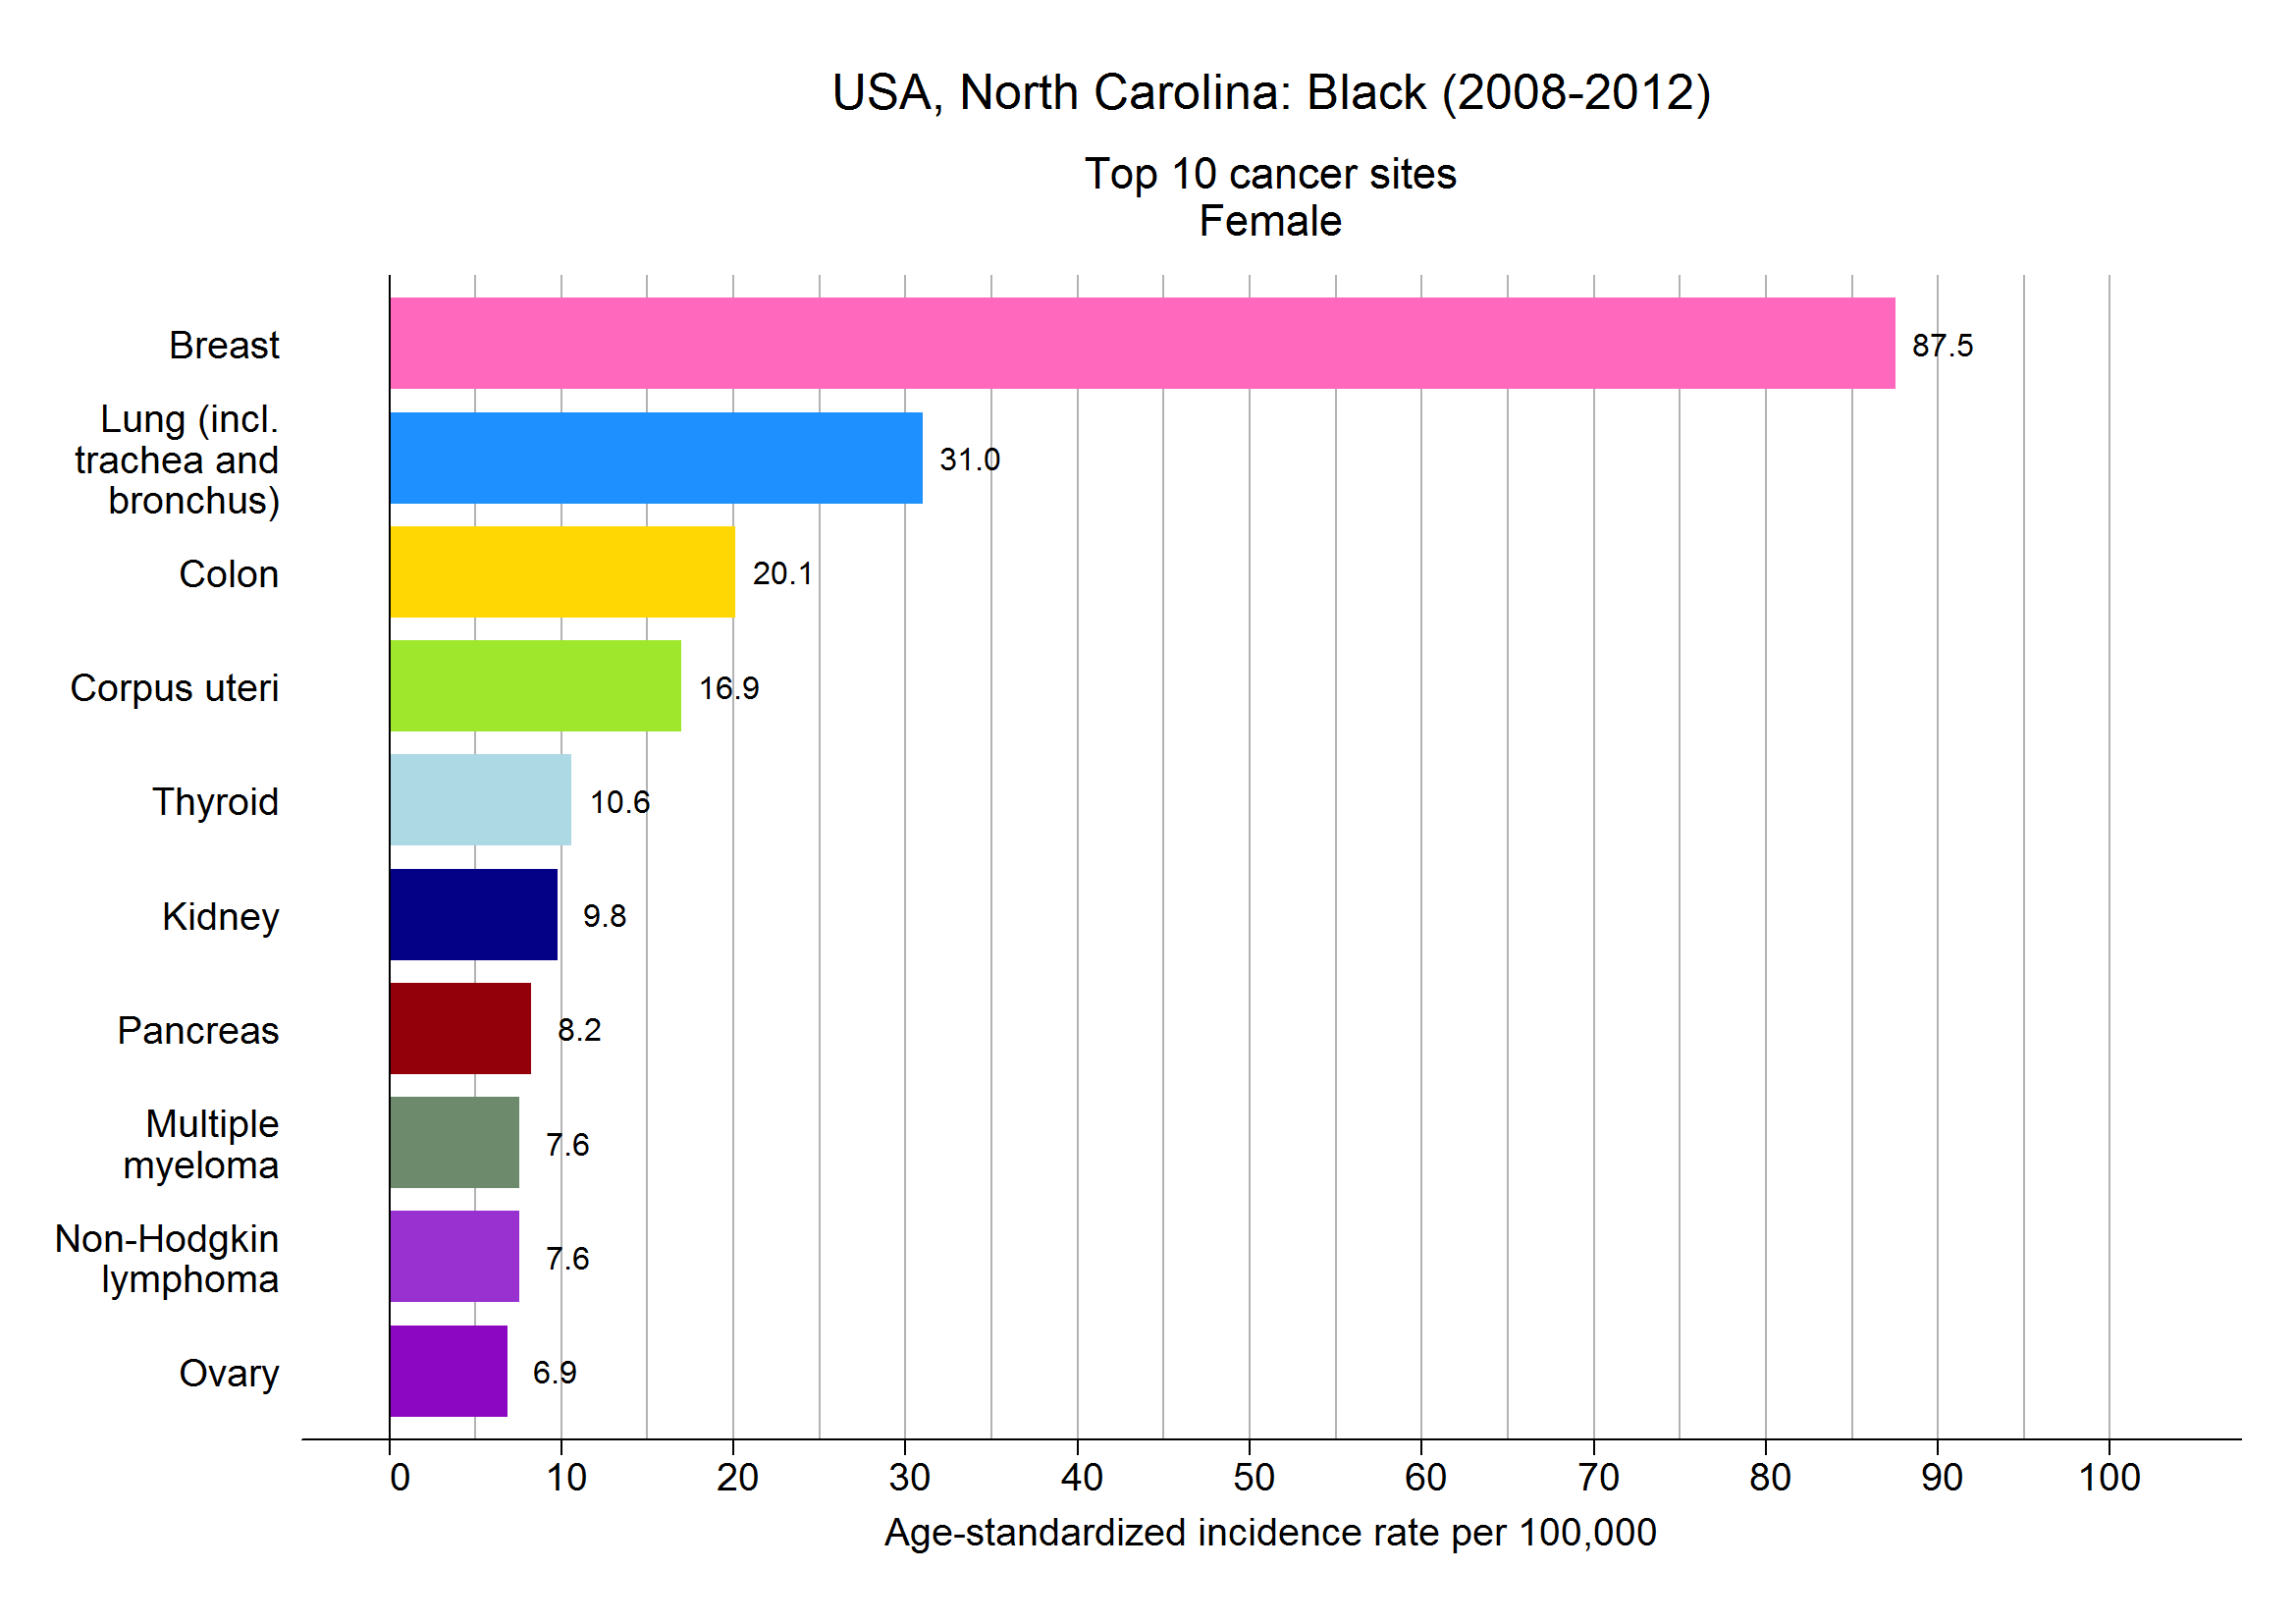 USA, North Carolina: Black (2008-2012)
Top 10 cancer sites
Female
Breast
87.5
Lung (incl.
trachea and
bronchus)
31.0
Colon
20.1
Corpus uteri
16.9
Thyroid
10.6
Kidney
9.8
Pancreas
8.2
Multiple
myeloma
7.6
Non-Hodgkin
lymphoma
7.6
Ovary
6.9
0 10 20 30 40 50 60 70 80 90 100
Age-standardized incidence rate per 100,000